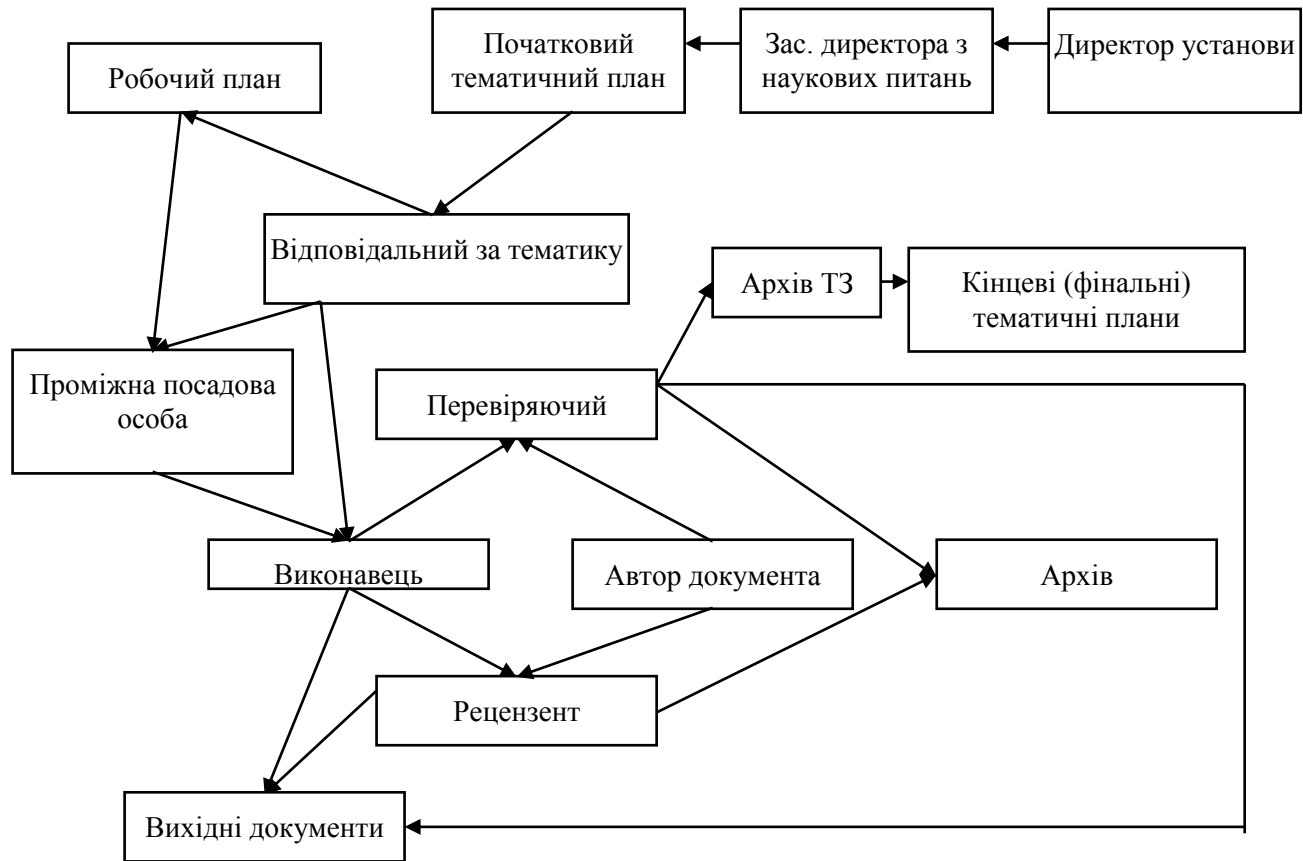 Початковий
тематичний план
Зас. директора з
наукових питань
Директор установи
Робочий план
Відповідальний за тематику
Архів ТЗ
Кінцеві (фінальні)
тематичні плани
Проміжна посадова
особа
Перевіряючий
Виконавець
Автор документа
Архів
Рецензент
Вихідні документи